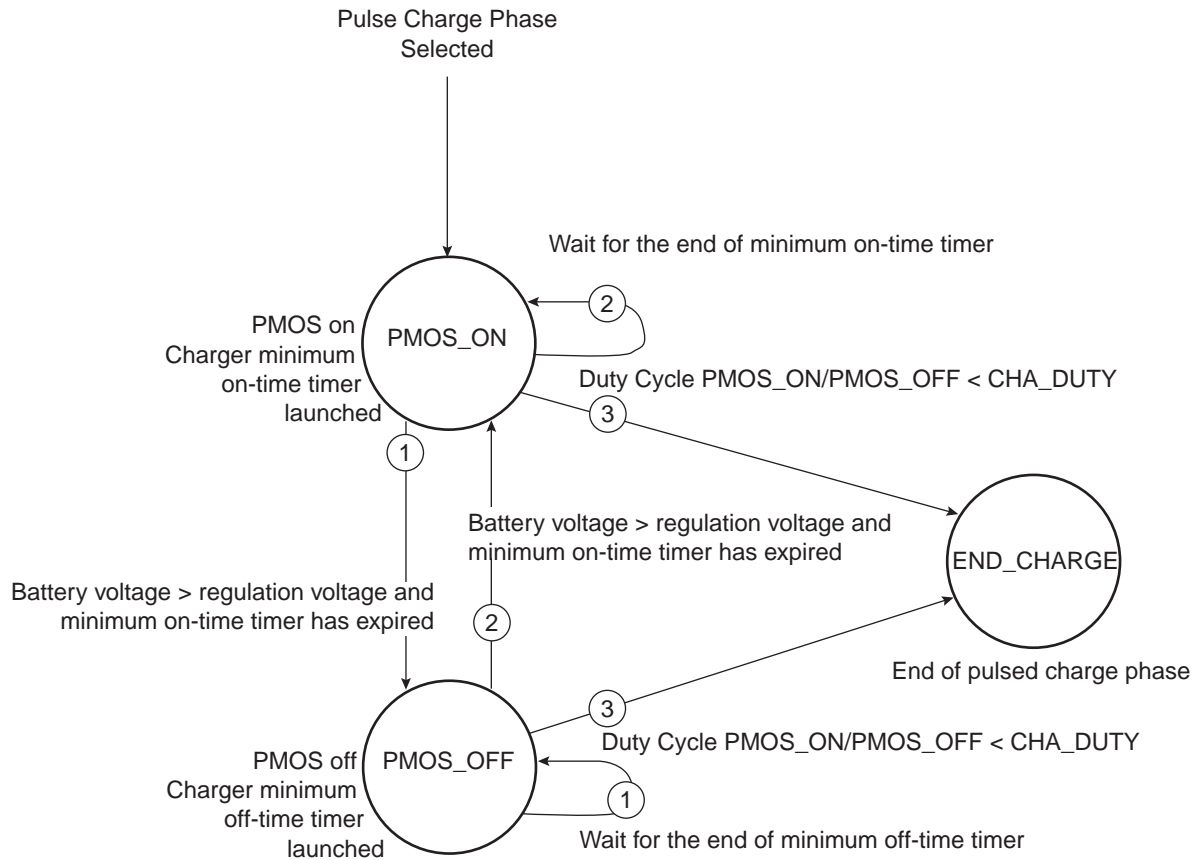 Pulse Charge Phase
Selected
Wait for the end of minimum on-time timer
2
PMOS on
Charger minimum
on-time timer
launched
PMOS_ON
Duty Cycle PMOS_ON/PMOS_OFF < CHA_DUTY
3
1
Battery voltage > regulation voltage and
minimum on-time timer has expired
END_CHARGE
Battery voltage > regulation voltage and
minimum on-time timer has expired
2
End of pulsed charge phase
3
Duty Cycle PMOS_ON/PMOS_OFF < CHA_DUTY
PMOS off
Charger minimum
off-time timer
launched
PMOS_OFF
1
Wait for the end of minimum off-time timer